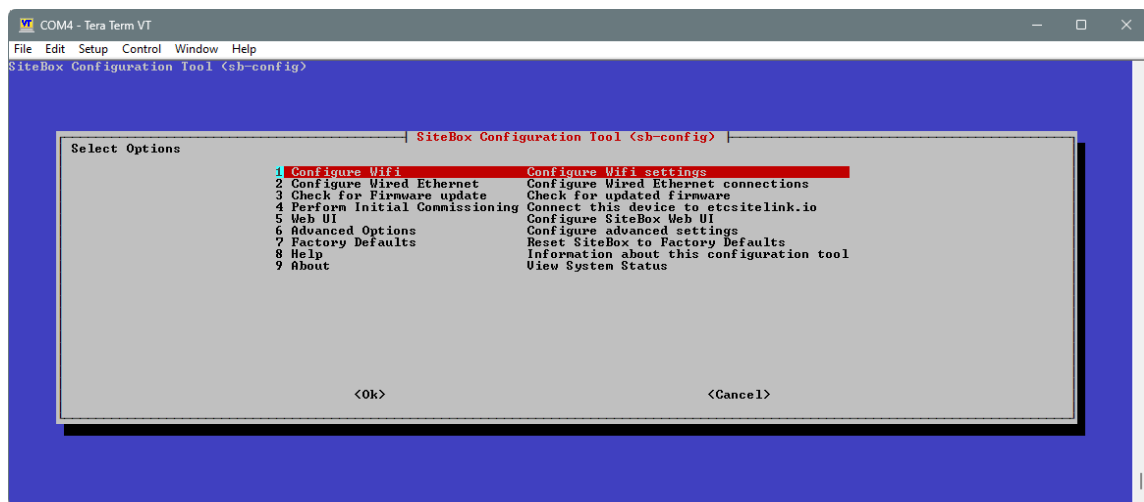 COM4 - Tera Term VT
File Edit Setup Control Window Help
SiteBox Configuration Tool (sb-config)
SiteBox Configuration Tool (sb-config)
Select Options
1 Configure Wifi Configure Wifi settings
2 Configure Wired Ethernet Configure Wired Ethernet connections
3 Check for Firmware update Check for updated firmware
4 Perform Initial Commissioning Connect this device to etcsitelink.io
5 Web UI Configure SiteBox Web UI
6 Advanced Options Configure advanced settings
7 Factory Defaults Reset SiteBox to Factory Defaults
8 Help Information about this configuration tool
9 About View System Status
<Ok> <Cancel>